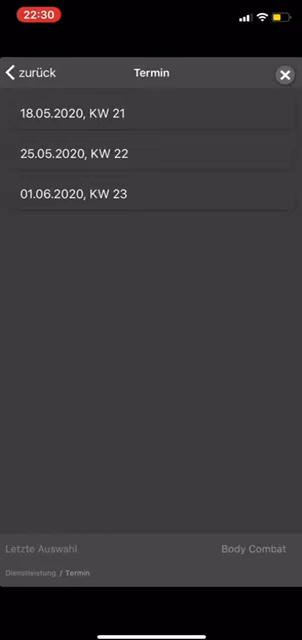 22:30
zurück
Termin
18.05.2020, KW 21
25.05.2020, KW 22
01.06.2020, KW 23
Letzte Auswahl
Body Combat
Dienstleistung / Termin